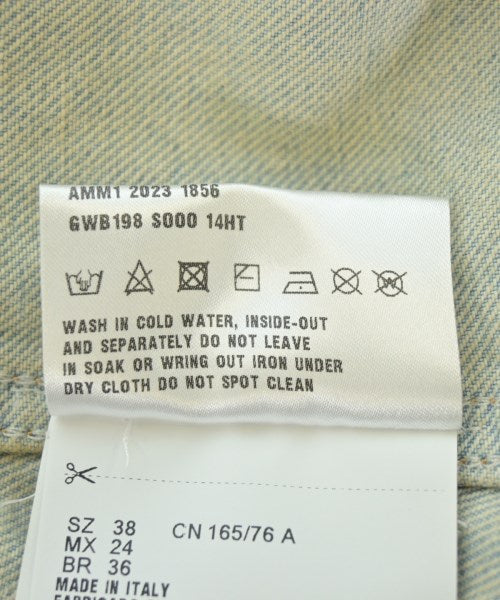 AMM1 2023 1856
GWB198 S000 14HT
WASH IN COLD WATER, INSIDE-OUT
AND SEPARATELY DO NOT LEAVE
IN SOAK OR WRING OUT IRON UNDER
DRY CLOTH DO NOT SPOT CLEAN
SZ 38 CN 165/76 A
MX 24
BR 36
MADE IN ITALY